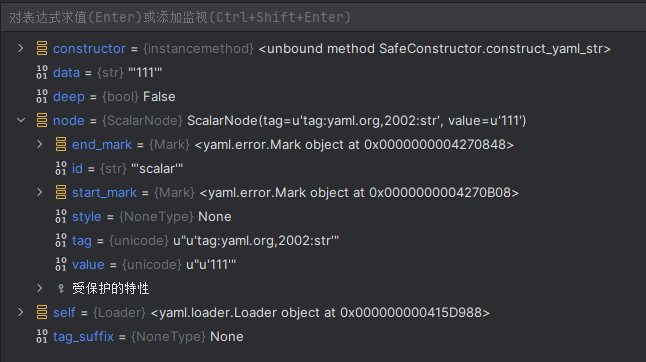 对表达式求值(Enter)或添加监视(Ctrl+Shift+Enter)
constructor = {instancemethod} <unbound method SafeConstructor.construct_yaml_str>
data = {str} "'111'"
deep = {bool} False
node = {ScalarNode} ScalarNode(tag=u'tag:yaml.org,2002:str', value=u'111')
end_mark = {Mark} <yaml.error.Mark object at 0x0000000004270848>
id = {str} "'scalar'"
start_mark = {Mark} <yaml.error.Mark object at 0x0000000004270B08>
style = {NoneType} None
tag = {unicode} u"u'tag:yaml.org,2002:str'"
value = {unicode} u"u'111'"
受保护的特性
self = {Loader} <yaml.loader.Loader object at 0x000000000415D988>
tag_suffix = {NoneType} None